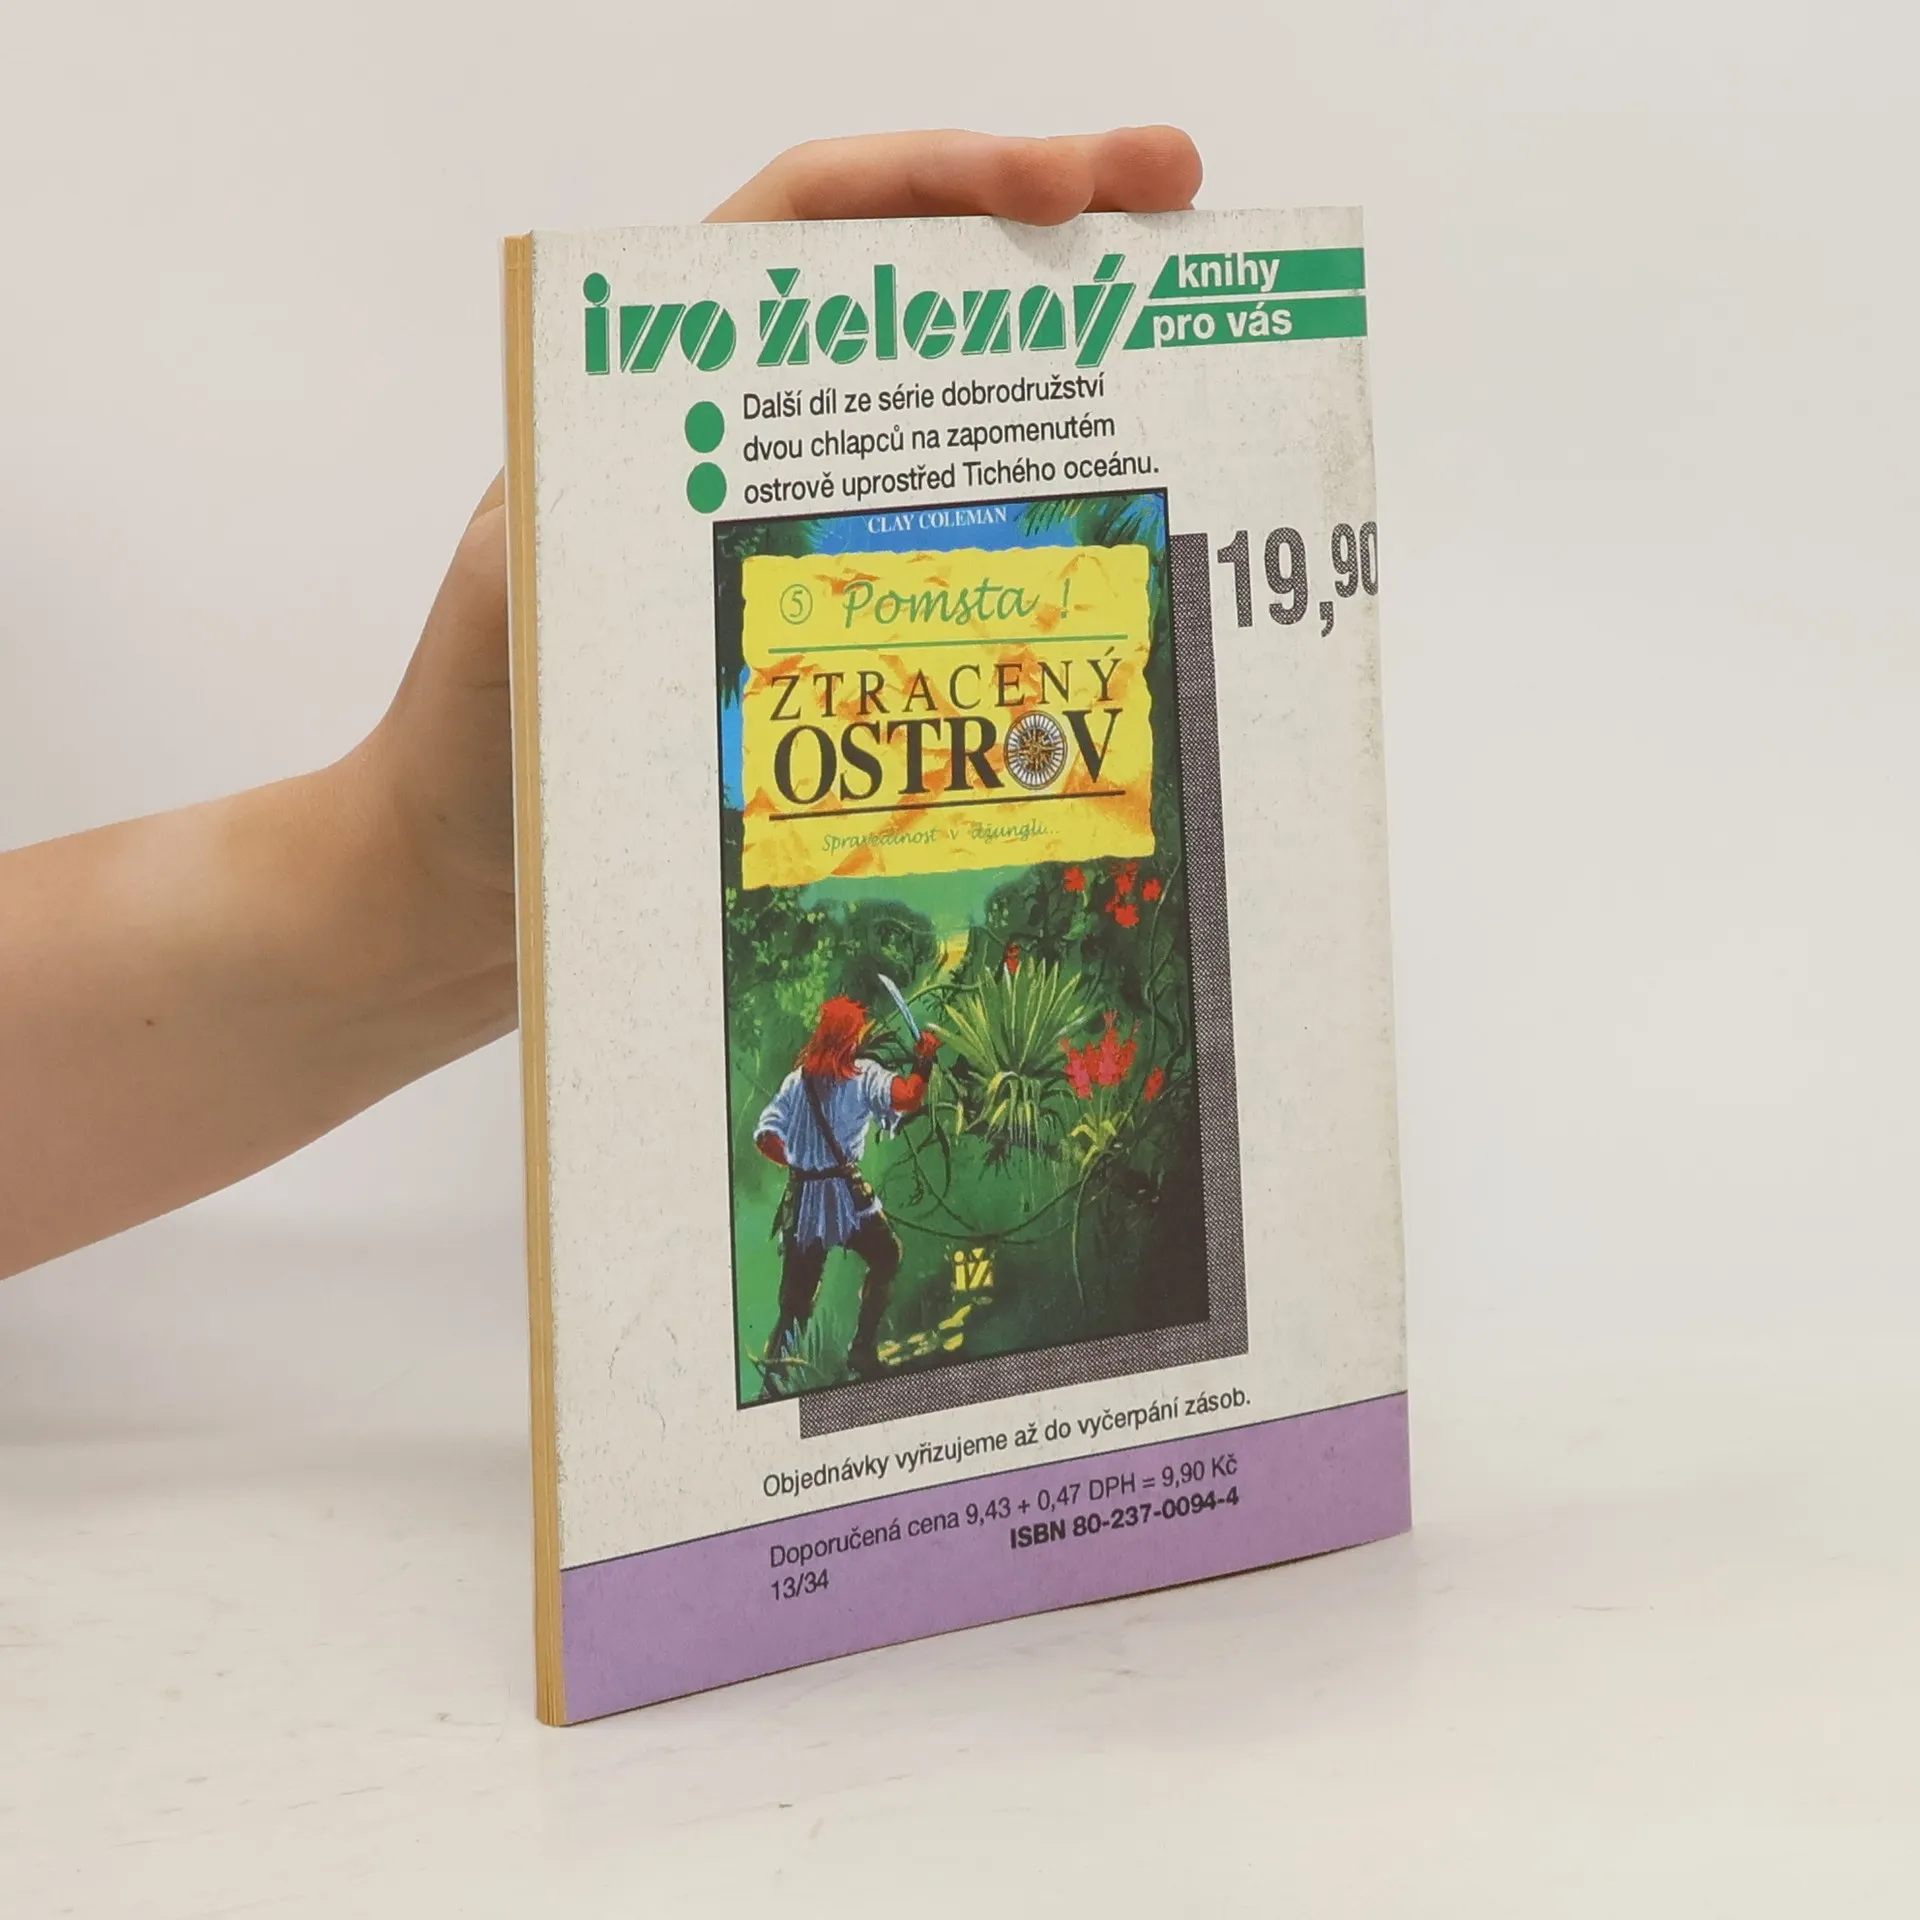 ivo železný
knihy
pro vás
Další díl ze série dobrodružství
dvou chlapců na zapomenutém
ostrově uprostřed Tichého oceánu.
CLAY COLEMAN
19,90
5 Pomsta !
ZTRACENÝ
OSTROV
Spravedlnost v džungli...
iž
Objednávky vyřizujeme až do vyčerpání zásob.
Doporučená cena 9,43 + 0,47 DPH = 9,90 Kč
ISBN 80-237-0094-4
13/34